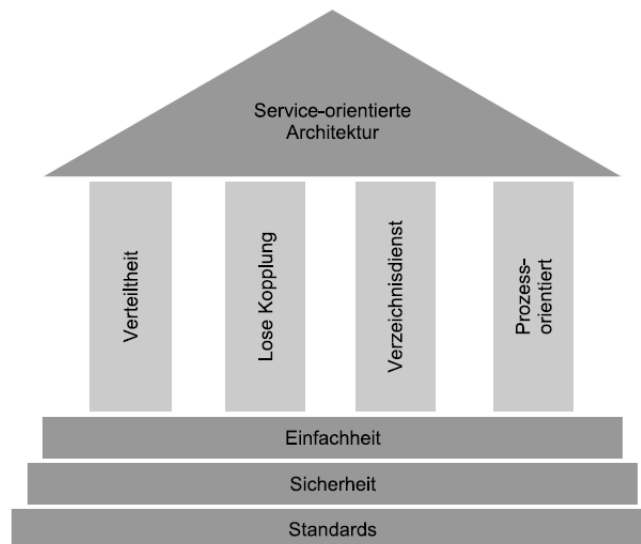 Service-orientierte
Architektur
Verteiltheit
Lose Kopplung
Verzeichnisdienst
Prozess-
orientiert
Einfachheit
Sicherheit
Standards